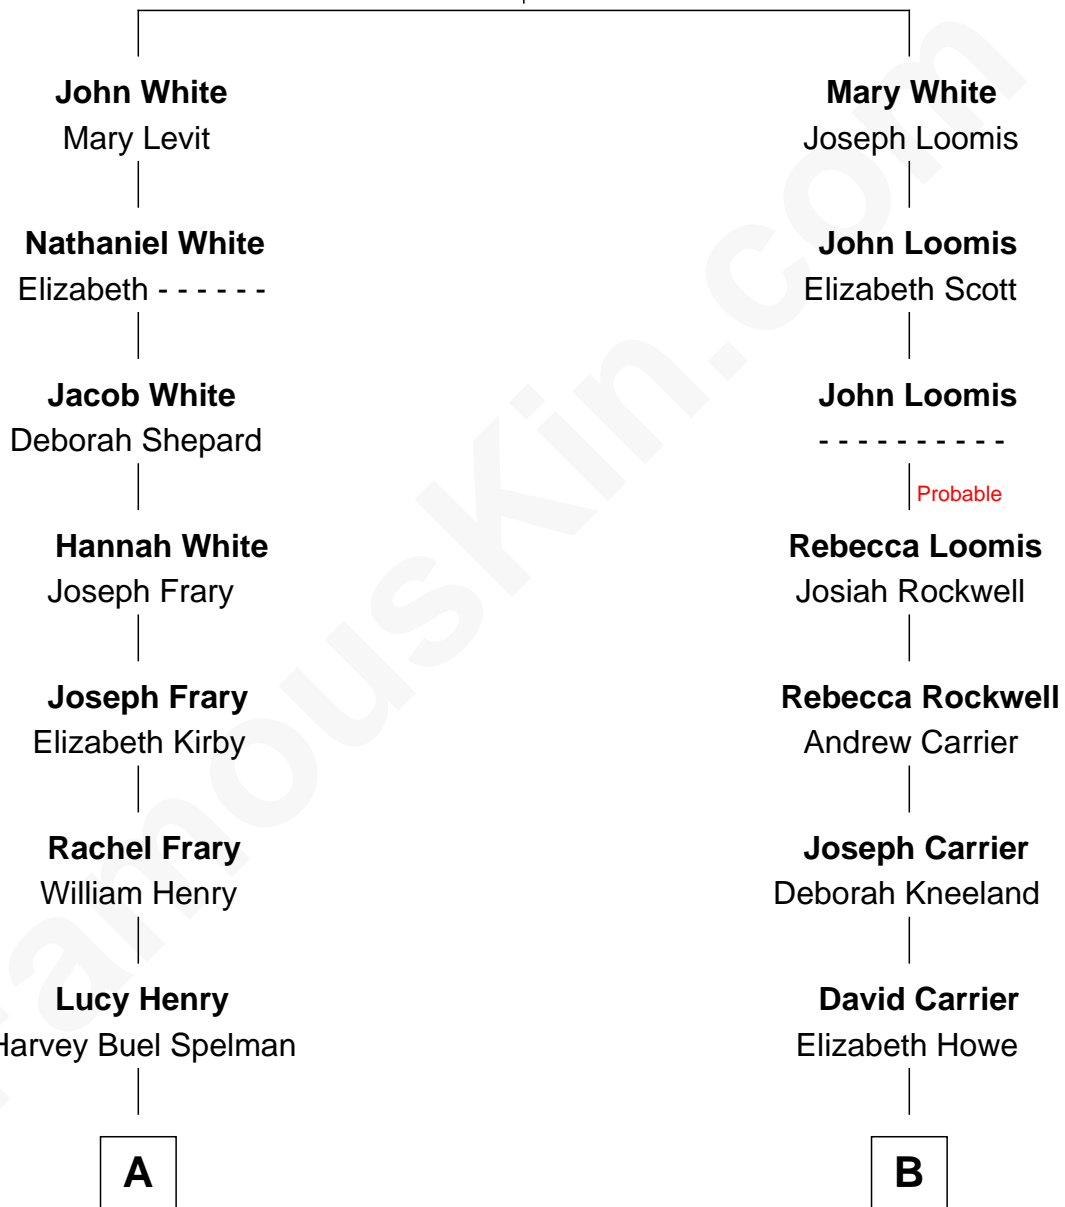 John White
Mary Levit
Nathaniel White
Elizabeth - - - - - -
Jacob White
Deborah Shepard
Hannah White
Joseph Frary
Joseph Frary
Elizabeth Kirby
Rachel Frary
William Henry
Lucy Henry
Harvey Buel Spelman
A
Mary White
Joseph Loomis
John Loomis
Elizabeth Scott
John Loomis
- - - - - - - - - -
Probable
Rebecca Loomis
Josiah Rockwell
Rebecca Rockwell
Andrew Carrier
Joseph Carrier
Deborah Kneeland
David Carrier
Elizabeth Howe
B
FamousKin.com